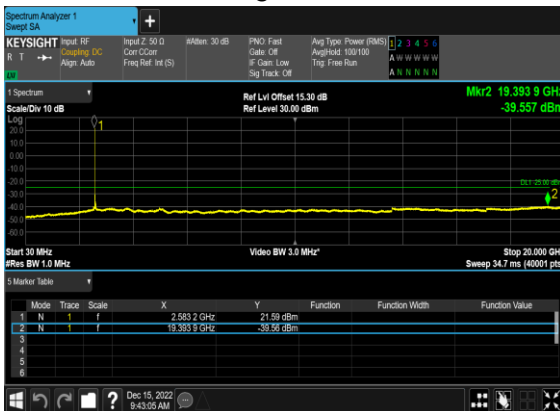 Spectrum Analyzer 1
Swept SA
KEYSIGHT
R T
LV
Input: RF
Coupling: DC
Align: Auto
Input Z: 50 Ω
Corr CCorr
Freq Ref: Int (S)
#Atten: 30 dB
PNO: Fast
Gate: Off
IF Gain: Low
Sig Track: Off
Avg Type: Power (RMS)
Avg|Hold: 100/100
Trig: Free Run
1 2 3 4 5 6
A W W W W W
A N N N N N
1 Spectrum
Scale/Div 10 dB
Ref Lvl Offset 15.30 dB
Ref Level 30.00 dBm
Mkr2 19.393 9 GHz
-39.557 dBm
Log
20.0
10.0
0.00
-10.0
-20.0
-30.0
-40.0
-50.0
-60.0
1
DL1 -25.00 dBm
2
Start 30 MHz
#Res BW 1.0 MHz
Video BW 3.0 MHz*
Stop 20.000 GHz
Sweep 34.7 ms (40001 pts)
5 Marker Table
Mode Trace Scale X Y Function Function Width Function Value
1 N 1 f 2.583 2 GHz 21.59 dBm
2 N 1 f 19.393 9 GHz -39.56 dBm
3
4
5
6
?
Dec 15, 2022
9:43:05 AM